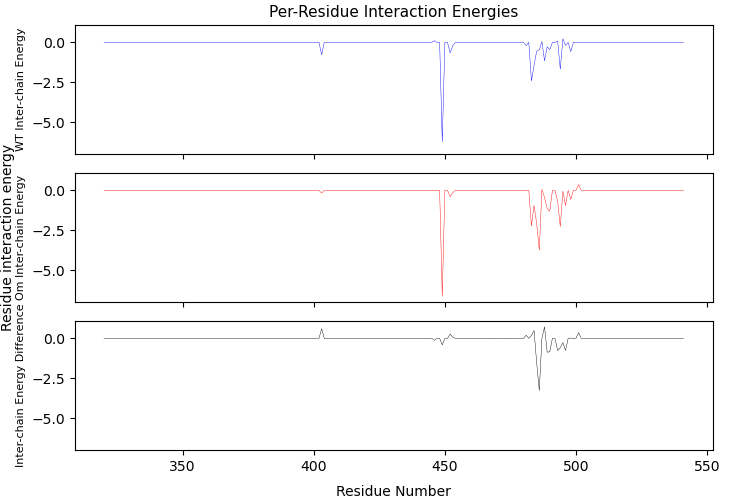 Per-Residue Interaction Energies
Residue interaction energy
WT Inter-chain Energy
0.0
−2.5
−5.0
Om Inter-chain Energy
0.0
−2.5
−5.0
Inter-chain Energy Difference
0.0
−2.5
−5.0
350
400
450
500
550
Residue Number